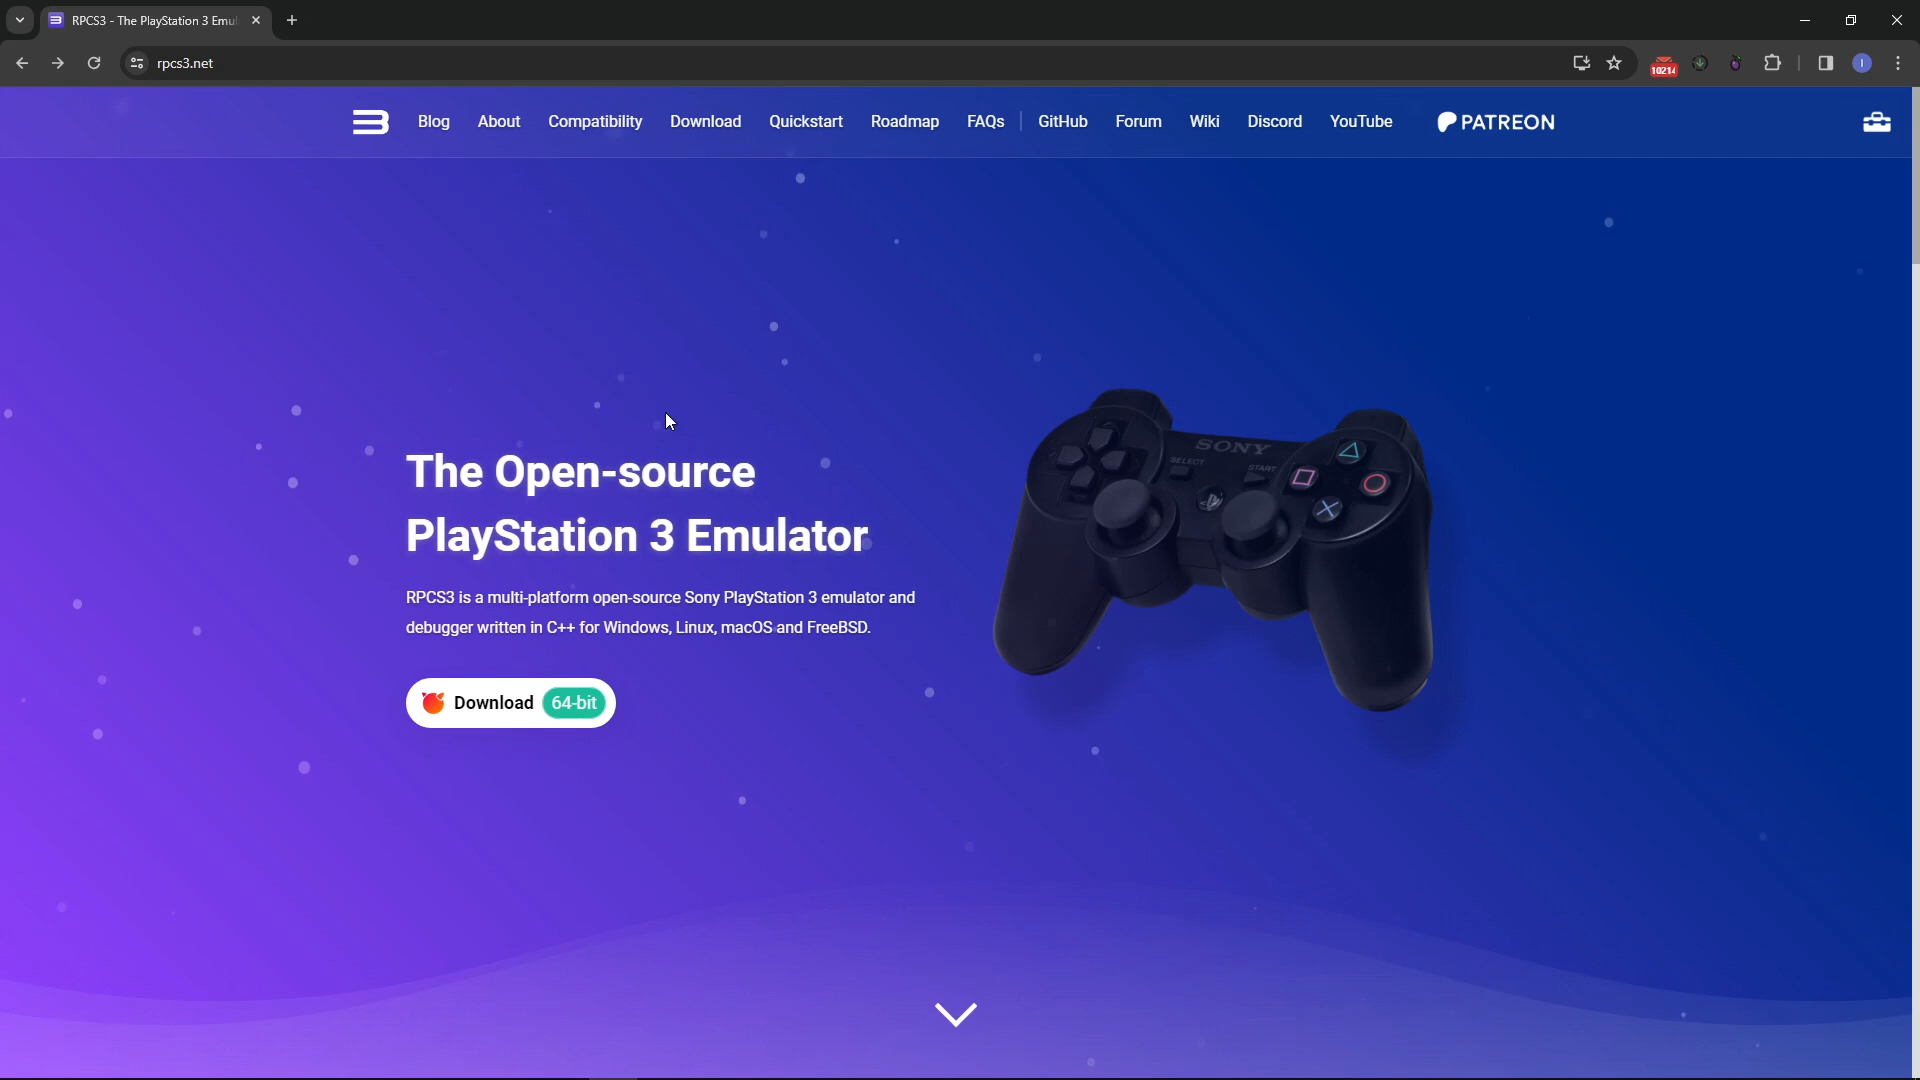 RPCS3 - The PlayStation 3 Emul
rpcs3.net
10214
I
Blog About Compatibility Download Quickstart Roadmap FAQs GitHub Forum Wiki Discord YouTube PATREON
SONY
SELECT
START
The Open-source
PlayStation 3 Emulator
RPCS3 is a multi-platform open-source Sony PlayStation 3 emulator and
debugger written in C++ for Windows, Linux, macOS and FreeBSD.
Download 64-bit